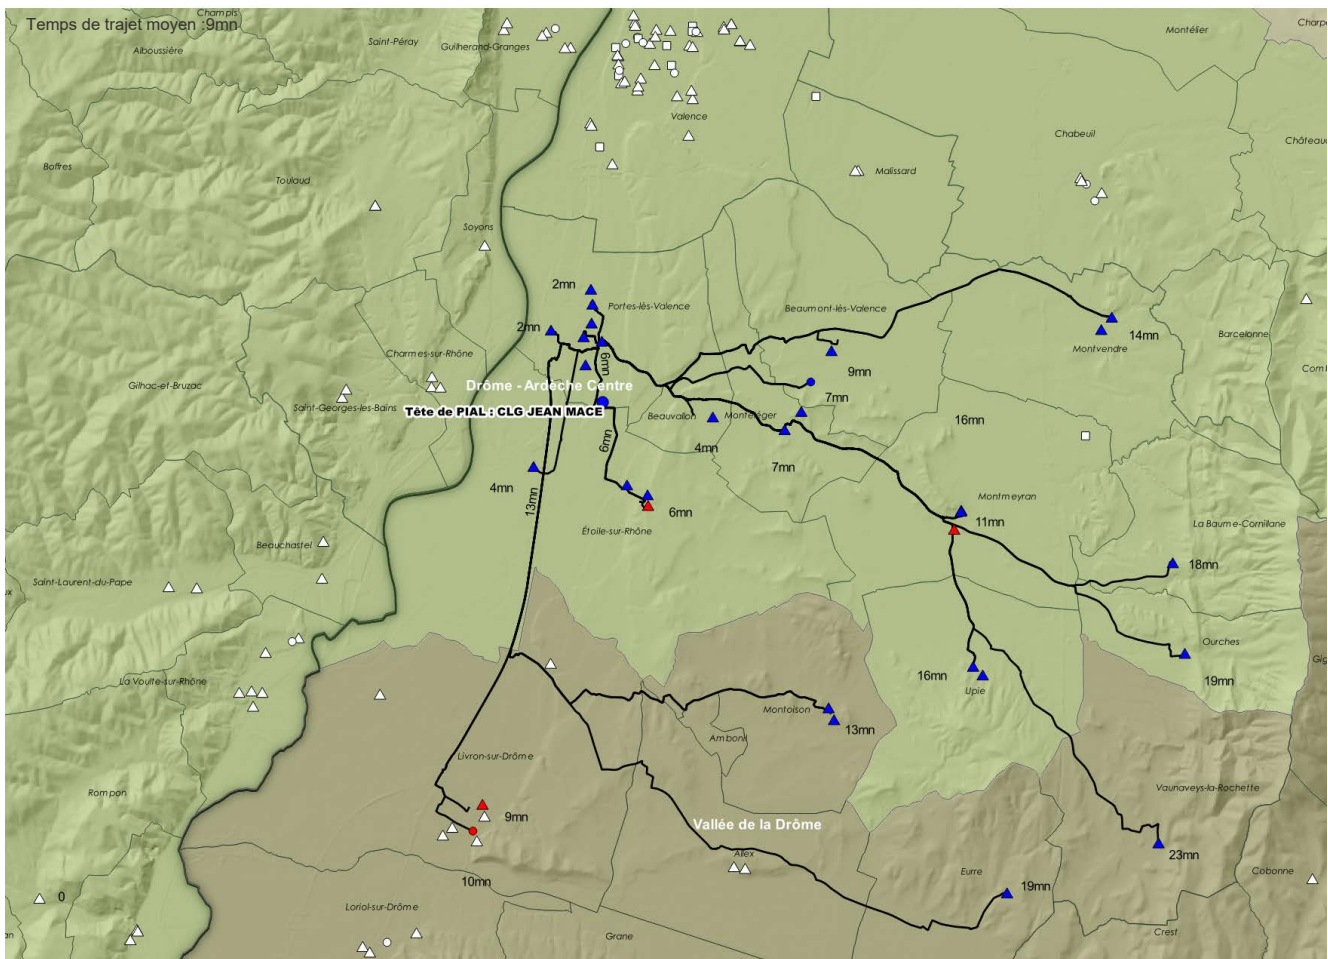 Champis
Charpe
Temps de trajet moyen :9mn
Alboussière
Saint-Péray
Guilherand-Granges
Montélier
Valence
Chabeuil
Châteaud
Boffres
Toulaud
Malissard
Soyons
2mn
Portes-lès-Valence
Beaumont-lès-Valence
2mn
14mn
Barcelonne
Montvendre
Charmes-sur-Rhône
6mn
9mn
Comb
Gilhac-et-Bruzac
Drôme - Ardèche Centre
7mn
16mn
Saint-Georges-les-Bains
Tête de PIAL : CLG JEAN MACE
Beauvallon
Montéléger
6mn
4mn
7mn
4mn
13mn
Montmeyran
6mn
11mn
La Baume-Cornillane
Étoile-sur-Rhône
Beauchastel
18mn
Saint-Laurent-du-Pape
ux
Ourches
Gig
16mn
19mn
La Voulte-sur-Rhône
Upie
Montoison
13mn
Ambonil
Livron-sur-Drôme
Vaunaveys-la-Rochette
Rompon
9mn
Vallée de la Drôme
Allex
23mn
Eurre
Cobonne
10mn
19mn
0
Loriol-sur-Drôme
an
Grane
Crest